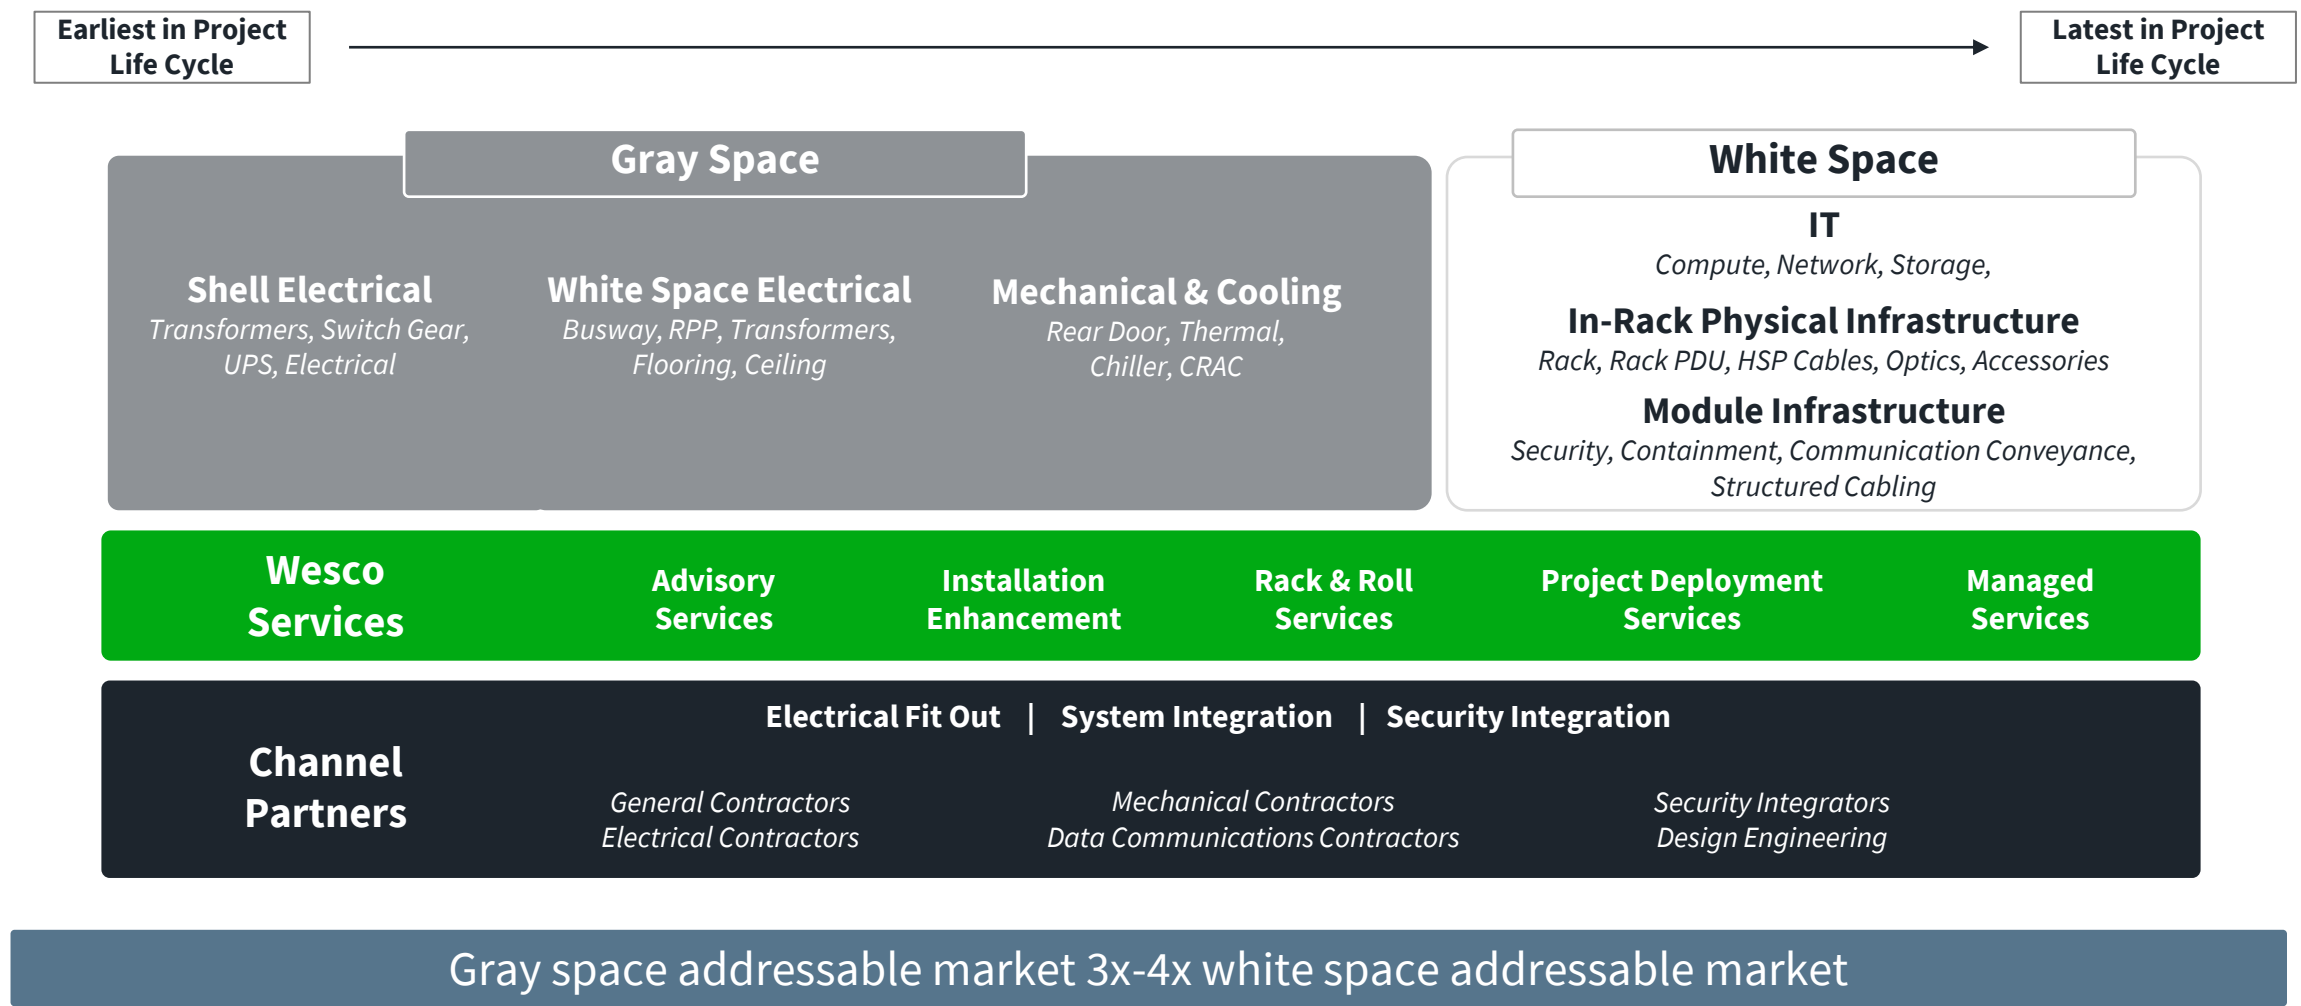 Earliest in Project
Life Cycle
Latest in Project
Life Cycle
Gray Space
Shell Electrical
Transformers, Switch Gear,
UPS, Electrical
White Space Electrical
Busway, RPP, Transformers,
Flooring, Ceiling
Mechanical & Cooling
Rear Door, Thermal,
Chiller, CRAC
White Space
IT
Compute, Network, Storage,
In-Rack Physical Infrastructure
Rack, Rack PDU, HSP Cables, Optics, Accessories
Module Infrastructure
Security, Containment, Communication Conveyance,
Structured Cabling
Wesco
Services
Advisory
Services
Installation
Enhancement
Rack & Roll
Services
Project Deployment
Services
Managed
Services
Channel
Partners
Electrical Fit Out | System Integration | Security Integration
General Contractors
Electrical Contractors
Mechanical Contractors
Data Communications Contractors
Security Integrators
Design Engineering
Gray space addressable market 3x-4x white space addressable market